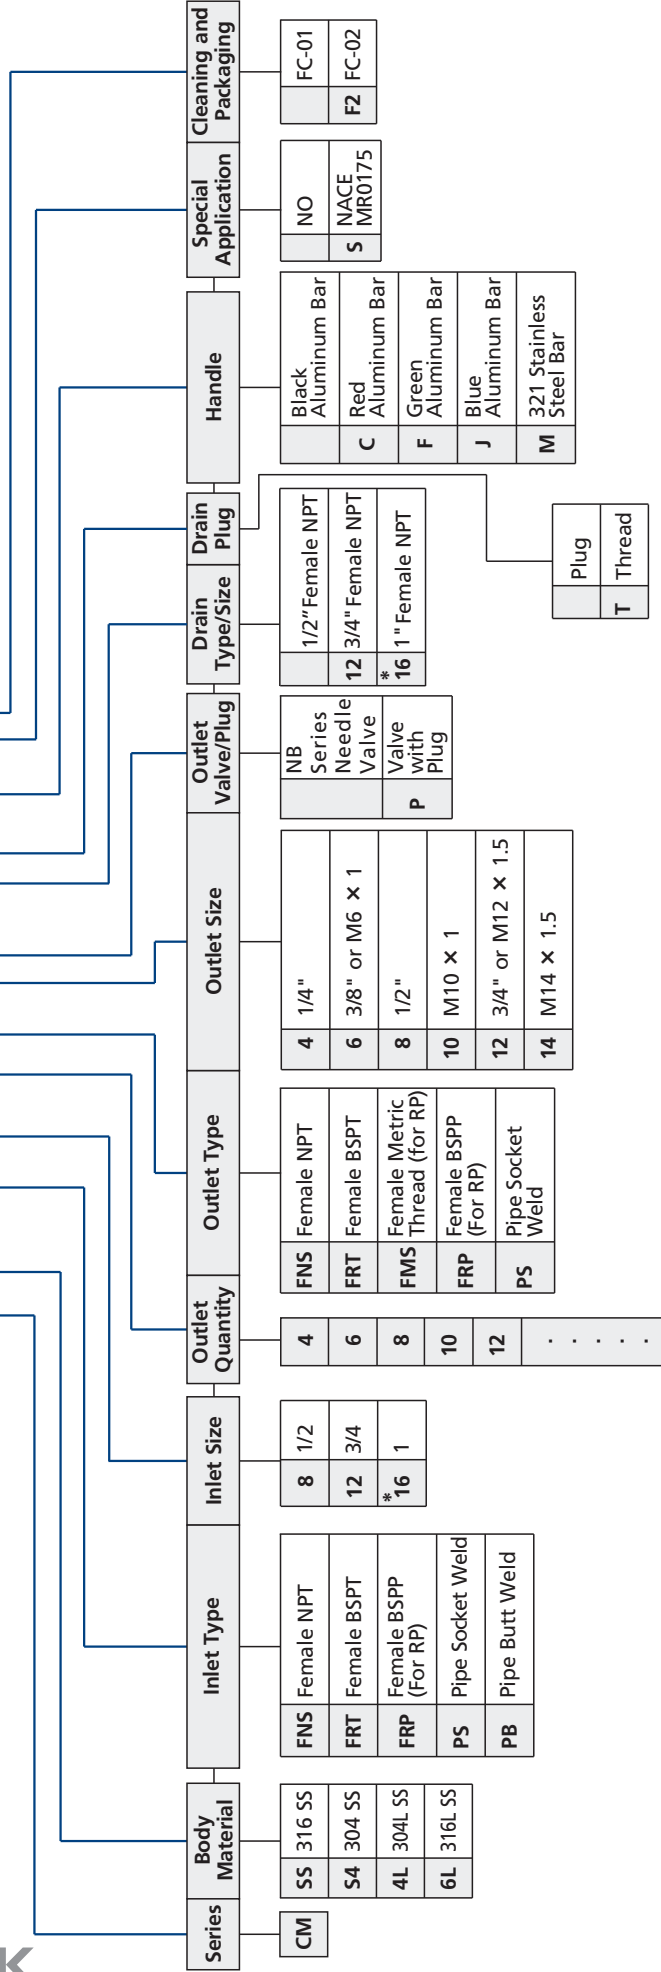 K
Series
CM
Body
Material
SS 316 SS
S4 304 SS
4L 304L SS
6L 316L SS
Inlet Type
FNS Female NPT
FRT Female BSPT
FRP Female BSPP
(For RP)
PS Pipe Socket Weld
PB Pipe Butt Weld
Inlet Size
8 1/2
12 3/4
*16 1
Outlet
Quantity
4
6
8
10
12
. . . . .
Outlet Type
FNS Female NPT
FRT Female BSPT
FMS Female Metric
Thread (for RP)
FRP Female BSPP
(For RP)
PS Pipe Socket
Weld
Outlet Size
4 1/4"
6 3/8" or M6 × 1
8 1/2"
10 M10 × 1
12 3/4" or M12 × 1.5
14 M14 × 1.5
Outlet
Valve/Plug
NB
Series
Needle
Valve
P Valve
with
Plug
Drain
Type/Size
1/2″Female NPT
12 3/4" Female NPT
*16 1" Female NPT
Drain
Plug
Plug
T Thread
Handle
Black
Aluminum Bar
C Red
Aluminum Bar
F Green
Aluminum Bar
J Blue
Aluminum Bar
M 321 Stainless
Steel Bar
Special
Application
NO
S NACE
MR0175
Cleaning and
Packaging
FC-01
F2 FC-02